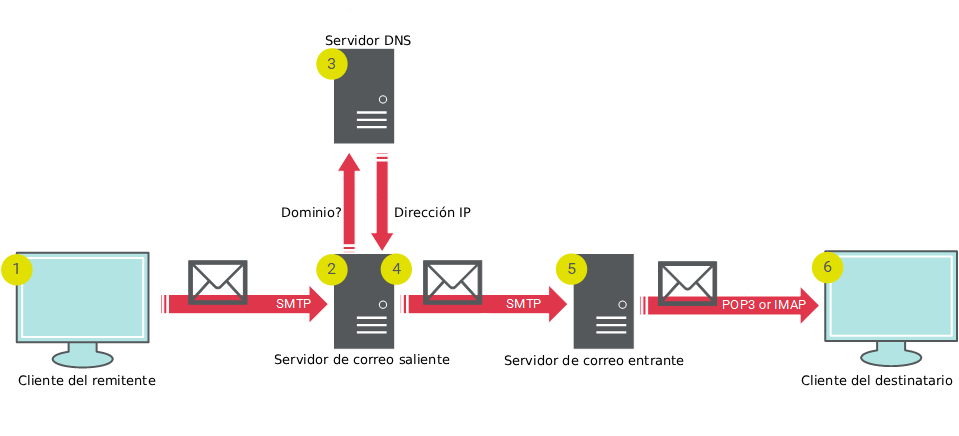 Servidor DNS
3
Dominio?
Dirección IP
1
2
4
5
6
SMTP
SMTP
POP3 or IMAP
Servidor de correo saliente
Servidor de correo entrante
Cliente del remitente
Cliente del destinatario